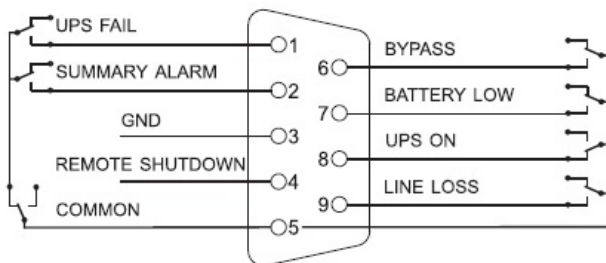 UPS FAIL
1
SUMMARY ALARM
2
GND
3
REMOTE SHUTDOWN
4
COMMON
5
BYPASS
6
BATTERY LOW
7
UPS ON
8
LINE LOSS
9